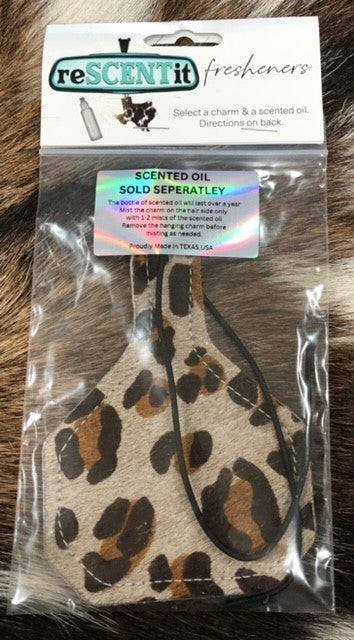 reSCENTit fresheners
Select a charm & a scented oil.
Directions on back.
SCENTED OIL
SOLD SEPERATLEY
The bottle of scented oil will last over a year
Mist the charm on the hair side only
with 1-2 mists of the scented oil
Remove the hanging charm before
misting as needed.
Proudly Made in TEXAS,USA